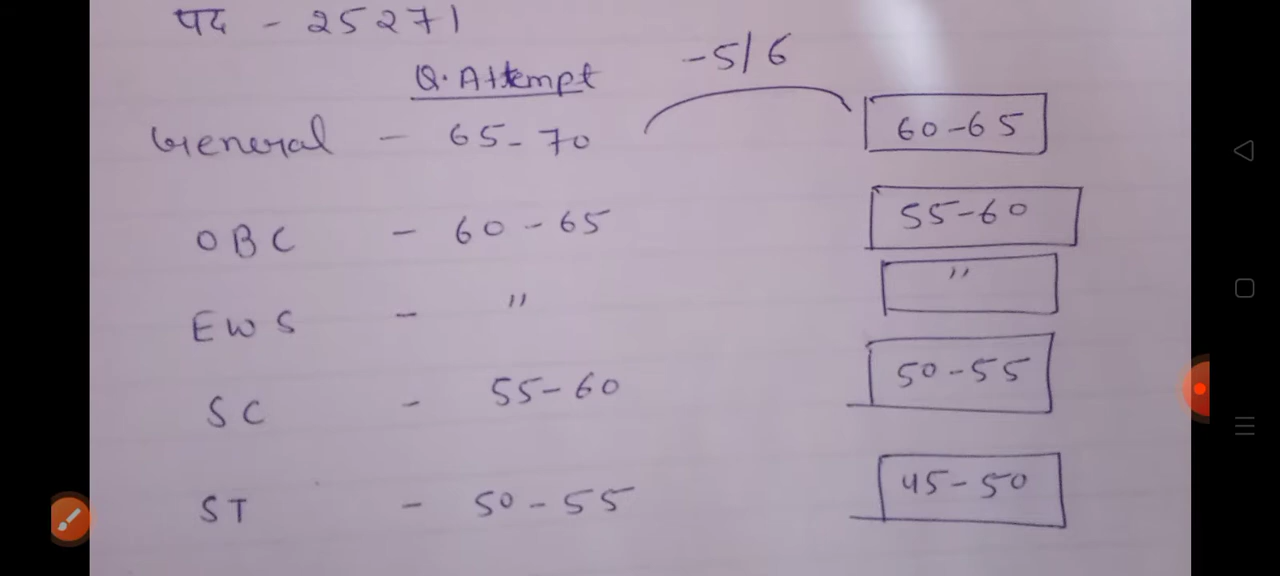 पद - 25271
Q. Attempt -5/6
General - 65-70 60-65
OBC - 60-65 55-60
EWS - " "
SC - 55-60 50-55
ST - 50-55 45-50